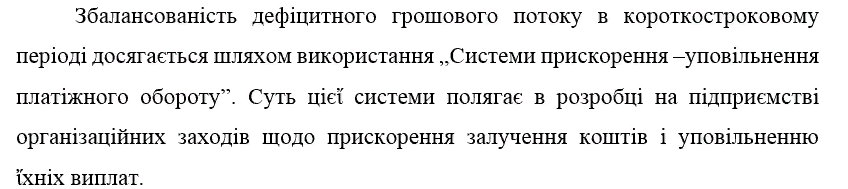 Збалансованість дефіцитного грошового потоку в короткостроковому
періоді досягається шляхом використання „Системи прискорення –уповільнення
платіжного обороту”. Суть цієї системи полягає в розробці на підприємстві
організаційних заходів щодо прискорення залучення коштів і уповільненню
їхніх виплат.